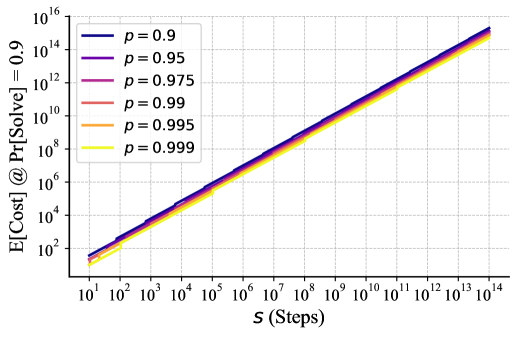 10^16
10^14
10^12
10^10
10^8
10^6
10^4
10^2
E[Cost] @ Pr[Solve] = 0.9
p = 0.9
p = 0.95
p = 0.975
p = 0.99
p = 0.995
p = 0.999
10^1 10^2 10^3 10^4 10^5 10^6 10^7 10^8 10^9 10^10 10^11 10^12 10^13 10^14
s (Steps)